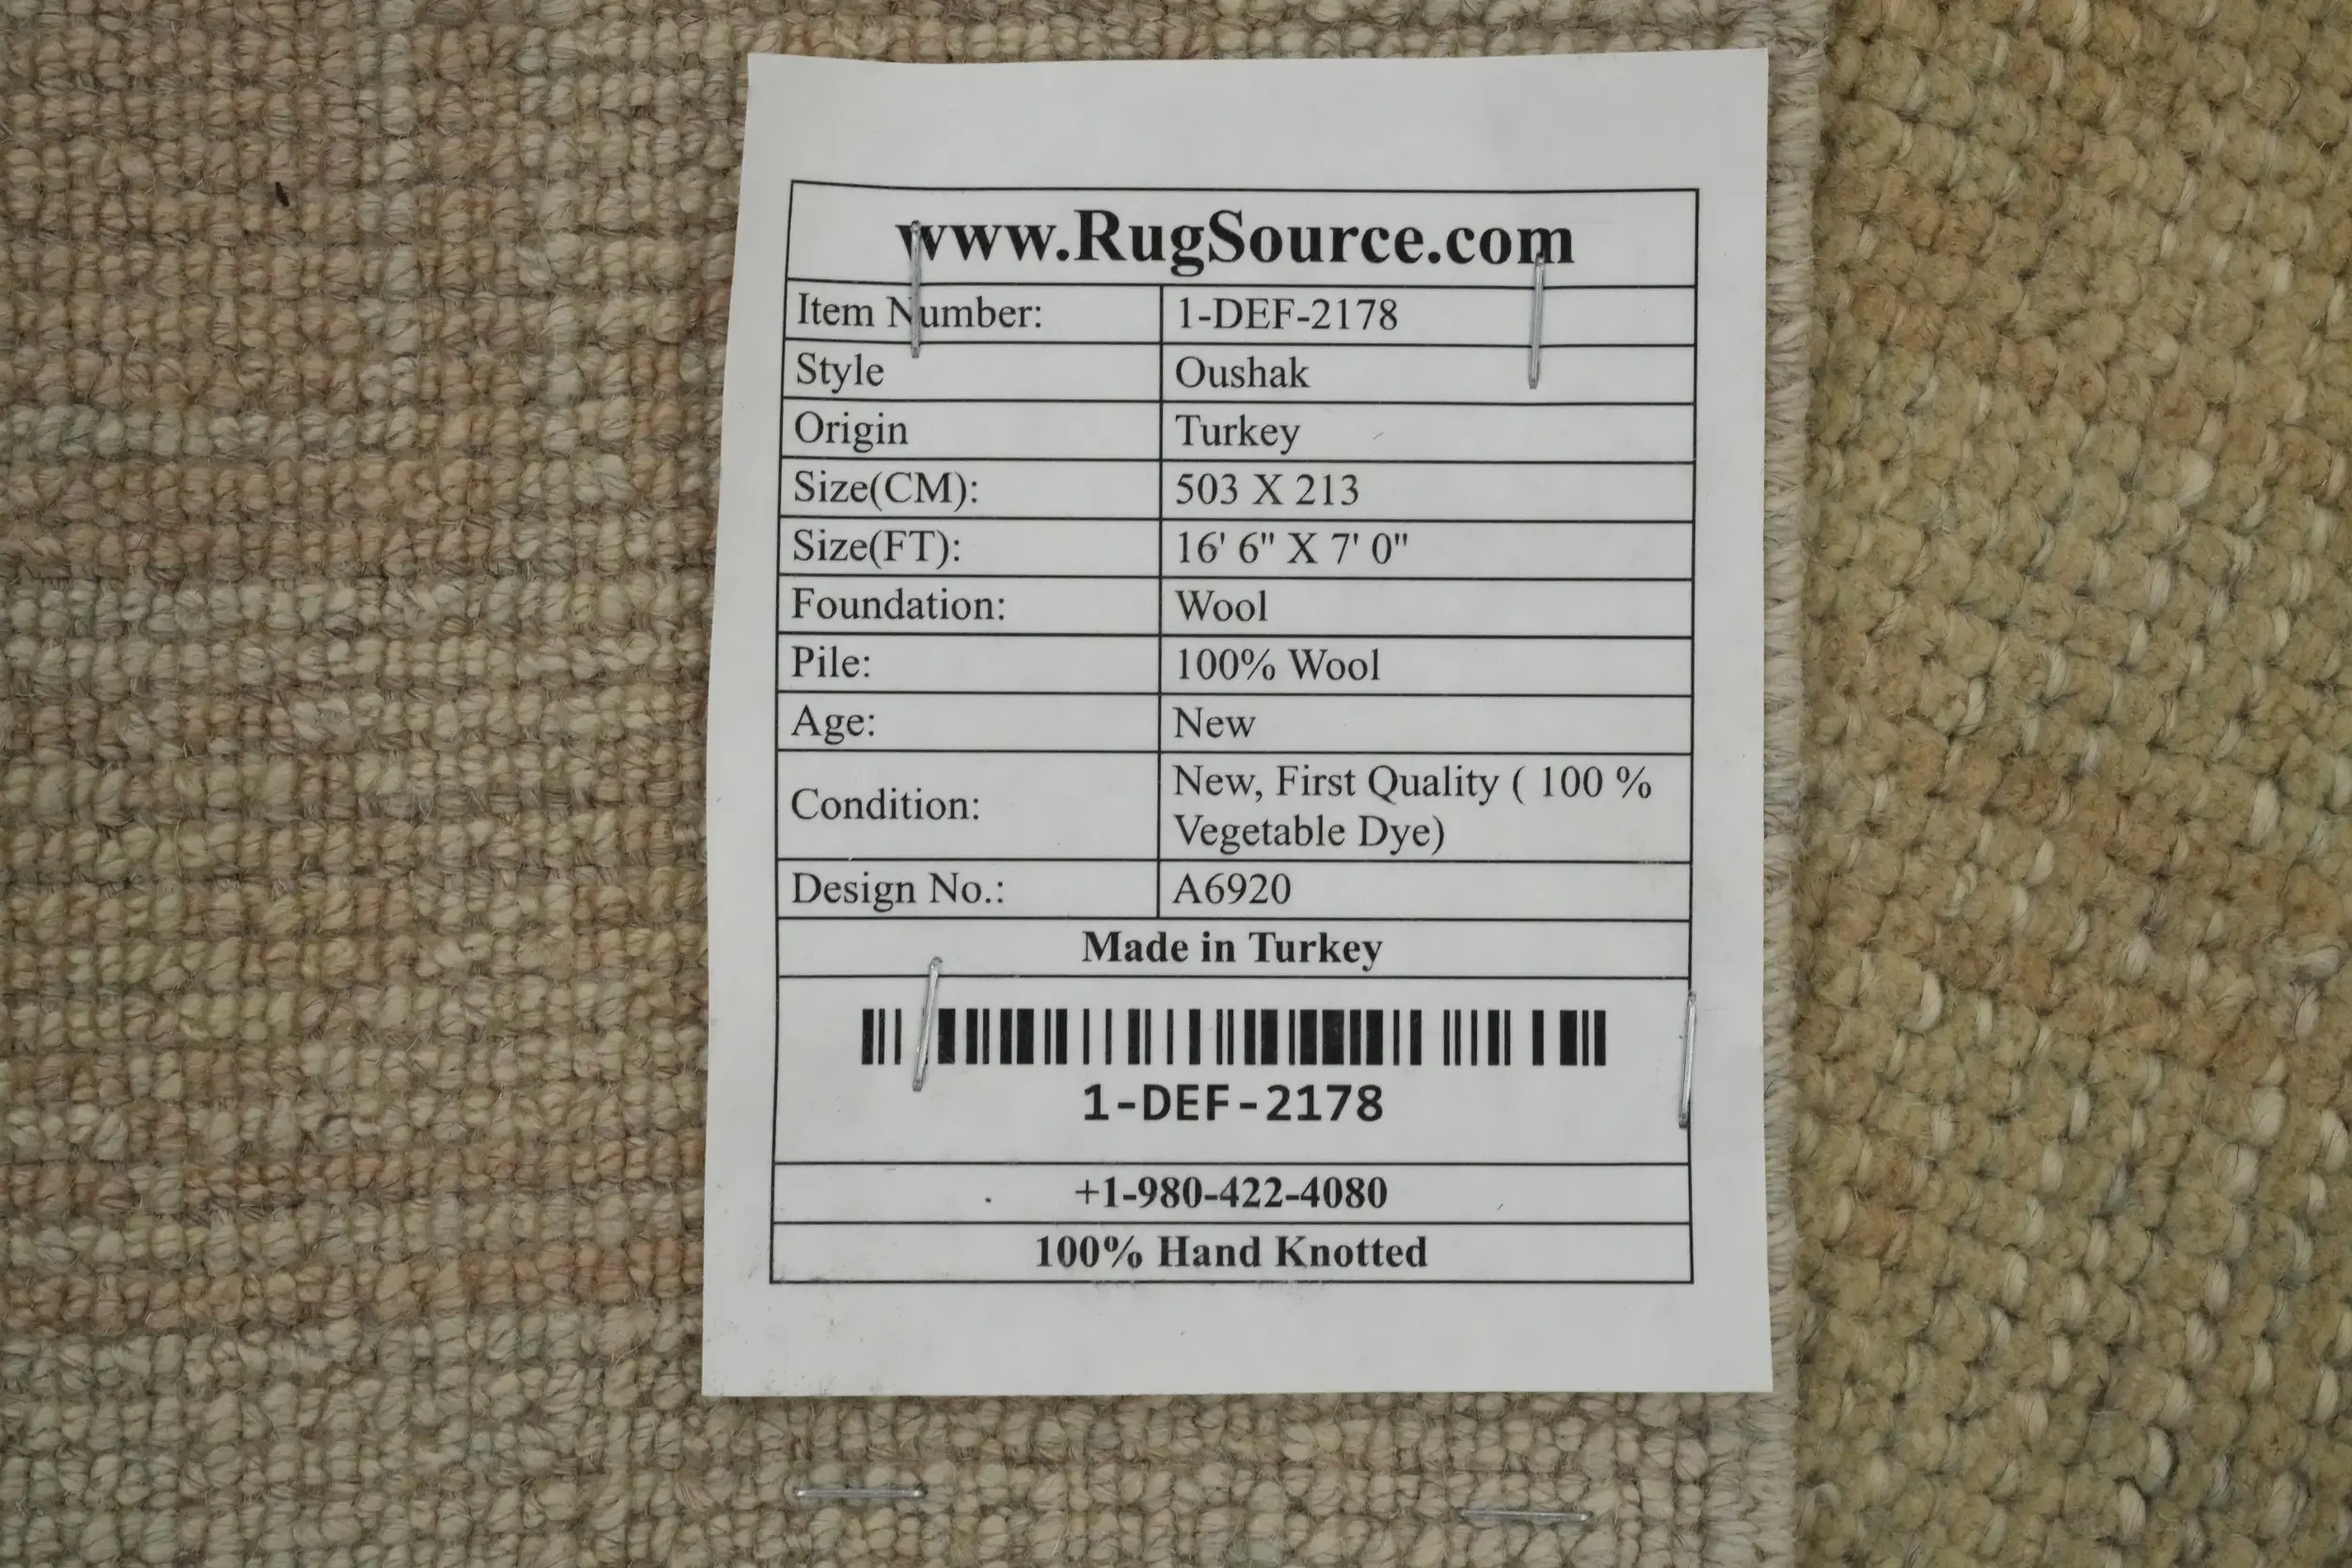 www.RugSource.com
Item Number: 1-DEF-2178
Style Oushak
Origin Turkey
Size(CM): 503 X 213
Size(FT): 16' 6" X 7' 0"
Foundation: Wool
Pile: 100% Wool
Age: New
Condition: New, First Quality ( 100 %
Vegetable Dye)
Design No.: A6920
Made in Turkey
1-DEF-2178
+1-980-422-4080
100% Hand Knotted